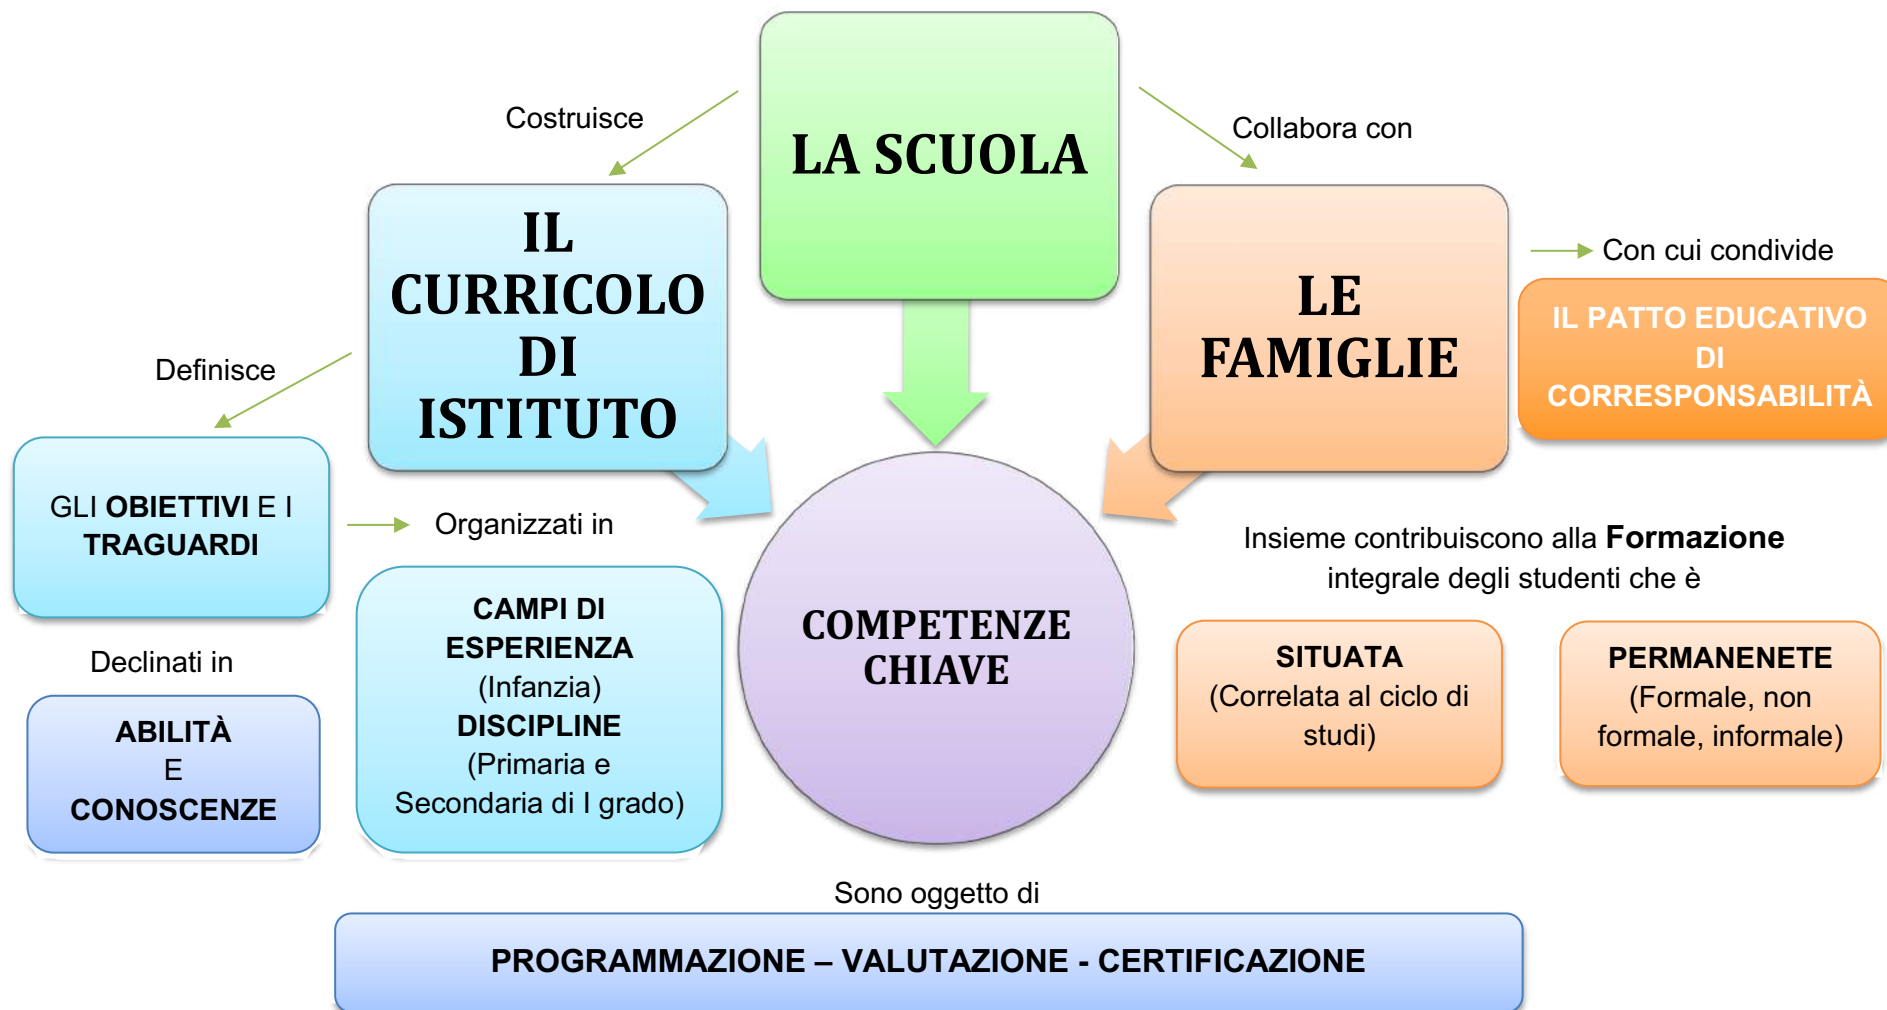 LA SCUOLA
Costruisce
Collabora con
IL
CURRICOLO
DI
ISTITUTO
LE
FAMIGLIE
Con cui condivide
IL PATTO EDUCATIVO
DI
CORRESPONSABILITÀ
Definisce
GLI OBIETTIVI E I
TRAGUARDI
Organizzati in
CAMPI DI
ESPERIENZA
(Infanzia)
DISCIPLINE
(Primaria e
Secondaria di I grado)
Declinati in
ABILITÀ
E
CONOSCENZE
COMPETENZE
CHIAVE
Insieme contribuiscono alla Formazione
integrale degli studenti che è
SITUATA
(Correlata al ciclo di
studi)
PERMANENETE
(Formale, non
formale, informale)
Sono oggetto di
PROGRAMMAZIONE – VALUTAZIONE - CERTIFICAZIONE